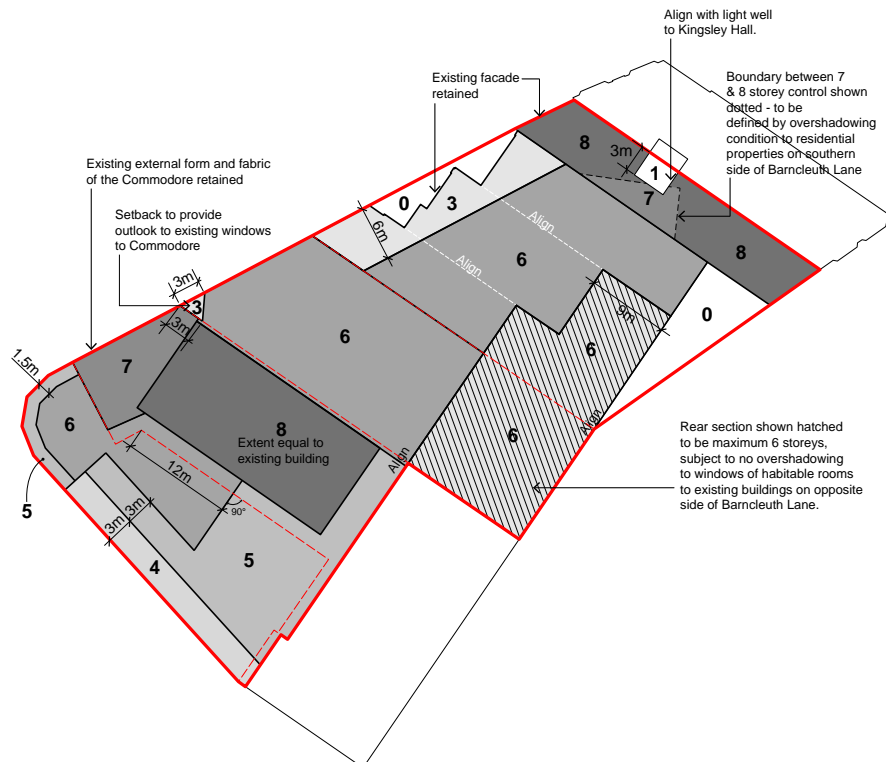 Align with light well
to Kingsley Hall.
Existing facade
retained
Boundary between 7
& 8 storey control shown
dotted - to be
defined by overshadowing
condition to residential
properties on southern
side of Barncleuth Lane
Existing external form and fabric
of the Commodore retained
Setback to provide
outlook to existing windows
to Commodore
8
3m
1
7
8
0
3
6m
Align
Align
6
9m
0
3m
3
3m
6
6
7
1.5m
6
8
Extent equal to
existing building
6
Align
Align
12m
90°
5
3m
3m
4
5
Rear section shown hatched
to be maximum 6 storeys,
subject to no overshadowing
to windows of habitable rooms
to existing buildings on opposite
side of Barncleuth Lane.